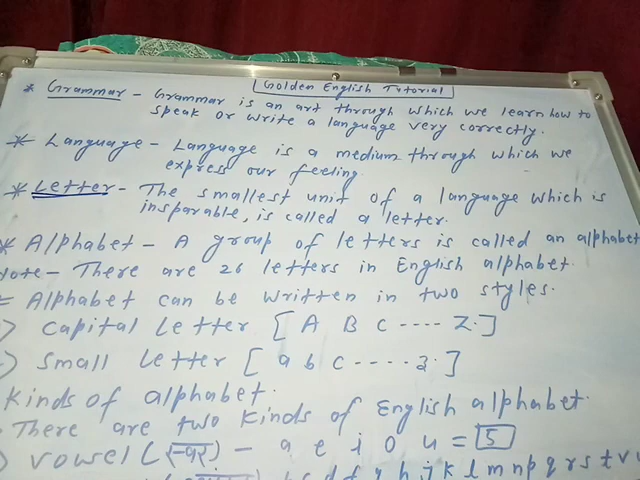 Golden English Tutorial
* Grammar - Grammar is an art through which we learn how to
speak or write a language very correctly.
* Language - Language is a medium through which we
express our feeling.
* Letter - The smallest unit of a language which is
insparable, is called a letter.
* Alphabet - A group of letters is called an alphabet
Note - There are 26 letters in English alphabet.
= Alphabet can be written in two styles.
) Capital Letter [ A B C ---- Z. ]
) Small Letter [ a b c ----- z. ]
Kinds of alphabet.
There are two kinds of English alphabet.
) Vowel (स्वर) - a e i o u = 5
d f g h j k l m n p q r s t v